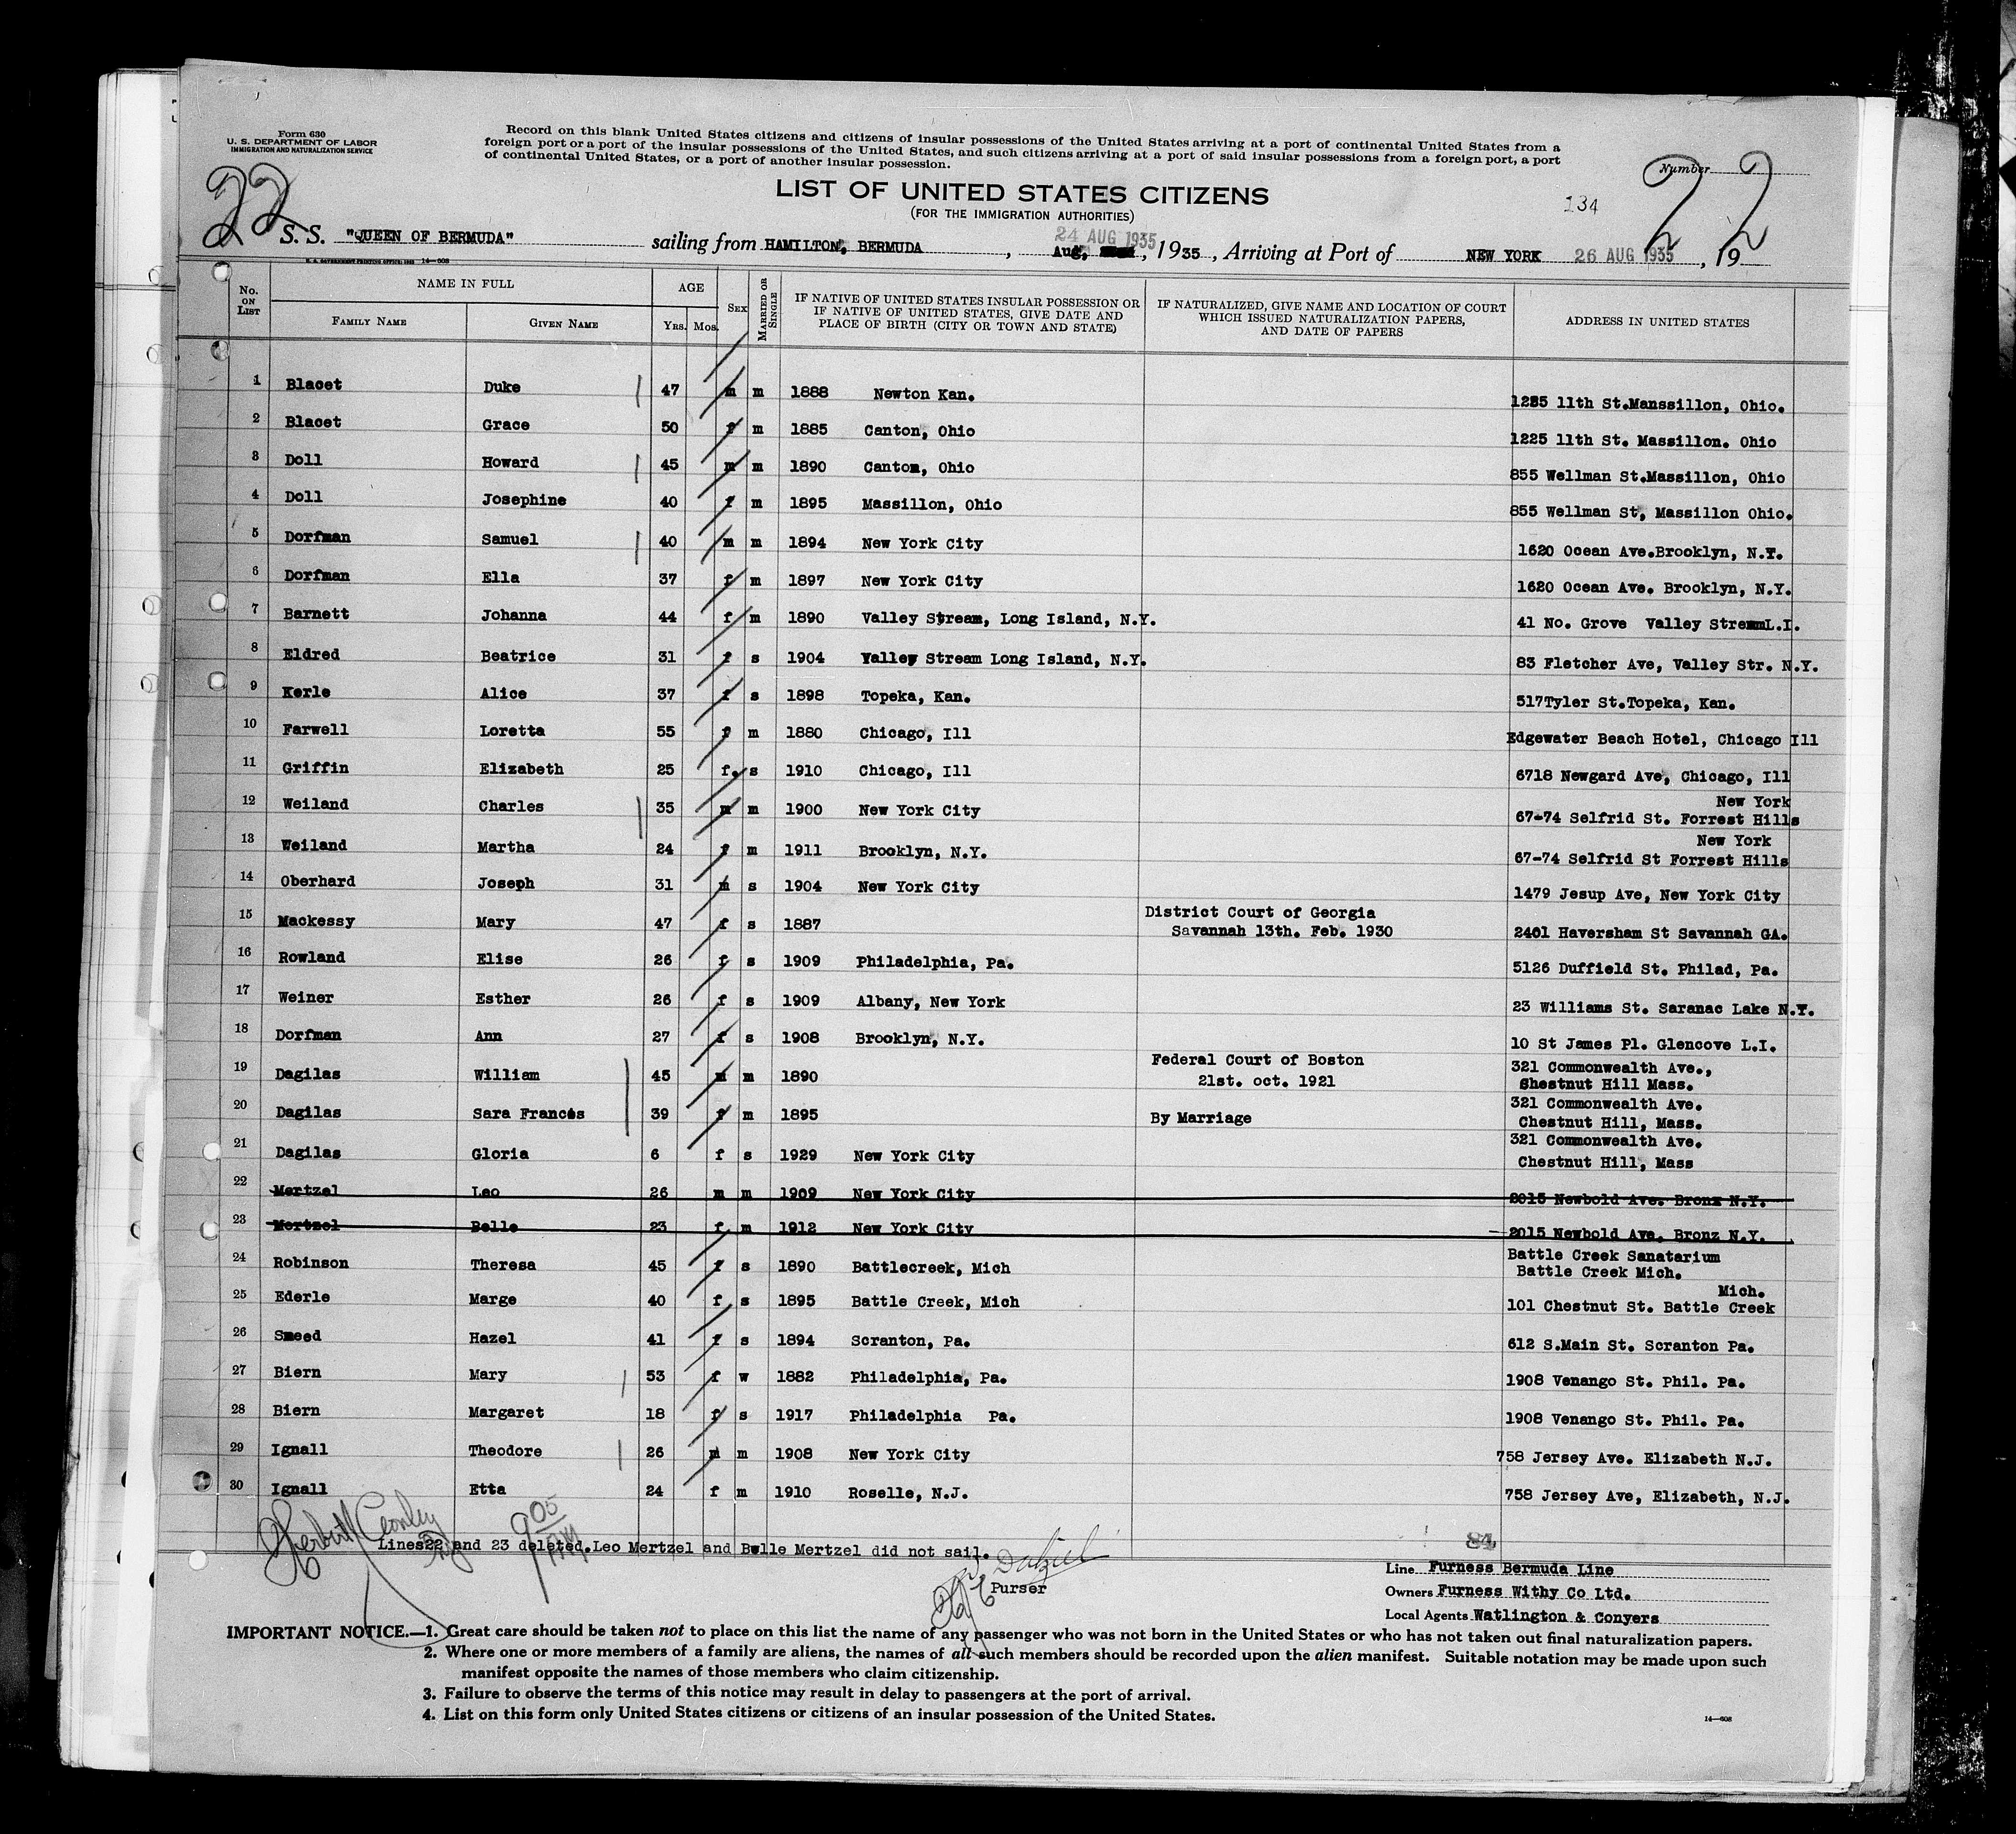 Form 630
U. S. DEPARTMENT OF LABOR
IMMIGRATION AND NATURALIZATION SERVICE
Record on this blank United States citizens and citizens of insular possessions of the United States arriving at a port of continental United States from a
foreign port or a port of the insular possessions of the United States, and such citizens arriving at a port of said insular possessions from a foreign port, a port
of continental United States, or a port of another insular possession.
Number
22
22
LIST OF UNITED STATES CITIZENS
(FOR THE IMMIGRATION AUTHORITIES)
134
S. S. "QUEEN OF BERMUDA" sailing from HAMILTON, BERMUDA, 24 AUG 1935 Aug, , 1935, Arriving at Port of NEW YORK 26 AUG 1935, 19
U. S. GOVERNMENT PRINTING OFFICE: 14—608
No. ON LIST
NAME IN FULL
FAMILY NAME
GIVEN NAME
AGE
YRS. MOS.
SEX
MARRIED OR SINGLE
IF NATIVE OF UNITED STATES INSULAR POSSESSION OR
IF NATIVE OF UNITED STATES, GIVE DATE AND
PLACE OF BIRTH (CITY OR TOWN AND STATE)
IF NATURALIZED, GIVE NAME AND LOCATION OF COURT
WHICH ISSUED NATURALIZATION PAPERS,
AND DATE OF PAPERS
ADDRESS IN UNITED STATES
1 Blacet Duke 47 m m 1888 Newton Kan. 1225 11th St.Manssillon, Ohio.
2 Blacet Grace 50 f m 1885 Canton, Ohio 1225 11th St. Massillon. Ohio
3 Doll Howard 45 m m 1890 Canton, Ohio 855 Wellman St.Massillon, Ohio
4 Doll Josephine 40 f m 1895 Massillon, Ohio 855 Wellman St, Massillon Ohio.
5 Dorfman Samuel 40 m m 1894 New York City 1620 Ocean Ave.Brooklyn, N.Y.
6 Dorfman Ella 37 f m 1897 New York City 1620 Ocean Ave. Brooklyn, N.Y.
7 Barnett Johanna 44 f m 1890 Valley Stream, Long Island, N.Y. 41 No. Grove Valley StreamL.I.
8 Eldred Beatrice 31 f s 1904 Valley Stream Long Island, N.Y. 83 Fletcher Ave, Valley Str. N.Y.
9 Kerle Alice 37 f s 1898 Topeka, Kan. 517Tyler St.Topeka, Kan.
10 Farwell Loretta 55 f m 1880 Chicago, Ill Edgewater Beach Hotel, Chicago Ill
11 Griffin Elizabeth 25 f. s 1910 Chicago, Ill 6718 Newgard Ave, Chicago, Ill
12 Weiland Charles 35 m m 1900 New York City New York
67-74 Selfrid St. Forrest Hills
13 Weiland Martha 24 f m 1911 Brooklyn, N.Y. New York
67-74 Selfrid St Forrest Hills
14 Oberhard Joseph 31 m s 1904 New York City 1479 Jesup Ave, New York City
15 Mackessy Mary 47 f s 1887 District Court of Georgia
Savannah 13th. Feb. 1930 2401 Haversham St Savannah GA.
16 Rowland Elise 26 f s 1909 Philadelphia, Pa. 5126 Duffield St. Philad, Pa.
17 Weiner Esther 26 f s 1909 Albany, New York 23 Williams St. Saranac Lake N.Y.
18 Dorfman Ann 27 f s 1908 Brooklyn, N.Y. 10 St James Pl. Glencove L.I.
19 Dagilas William 45 m m 1890 Federal Court of Boston 321 Commonwealth Ave.,
21st. oct. 1921 Chestnut Hill Mass.
20 Dagilas Sara Frances 39 f m 1895 By Marriage 321 Commonwealth Ave.
Chestnut Hill, Mass.
21 Dagilas Gloria 6 f s 1929 New York City 321 Commonwealth Ave.
Chestnut Hill, Mass
22 Mertzel Leo 26 m m 1909 New York City 2015 Newbold Ave. Bronx N.Y.
23 Mertzel Belle 23 f m 1912 New York City 2015 Newbold Ave. Bronz N.Y.
24 Robinson Theresa 45 f s 1890 Battlecreek, Mich Battle Creek Sanatarium
Battle Creek Mich.
25 Ederle Marge 40 f s 1895 Battle Creek, Mich Mich.
101 Chestnut St. Battle Creek
26 Smeed Hazel 41 f s 1894 Scranton, Pa. 612 S.Main St. Scranton Pa.
27 Biern Mary 53 f w 1882 Philadelphia, Pa. 1908 Venango St. Phil. Pa.
28 Biern Margaret 18 f s 1917 Philadelphia Pa. 1908 Venango St. Phil. Pa.
29 Ignall Theodore 26 m m 1908 New York City 758 Jersey Ave. Elizabeth N.J.
30 Ignall Etta 24 f m 1910 Roselle, N.J. 758 Jersey Ave, Elizabeth, N.J.
9 05 AM
84
Lines22 and 23 deleted.Leo Mertzel and Belle Mertzel did not sail.
Purser
Line Furness Bermuda Line
Owners Furness Withy Co Ltd.
Local Agents Watlington & Conyers
IMPORTANT NOTICE.—1. Great care should be taken not to place on this list the name of any passenger who was not born in the United States or who has not taken out final naturalization papers.
2. Where one or more members of a family are aliens, the names of all such members should be recorded upon the alien manifest. Suitable notation may be made upon such
manifest opposite the names of those members who claim citizenship.
3. Failure to observe the terms of this notice may result in delay to passengers at the port of arrival.
4. List on this form only United States citizens or citizens of an insular possession of the United States.
14—608